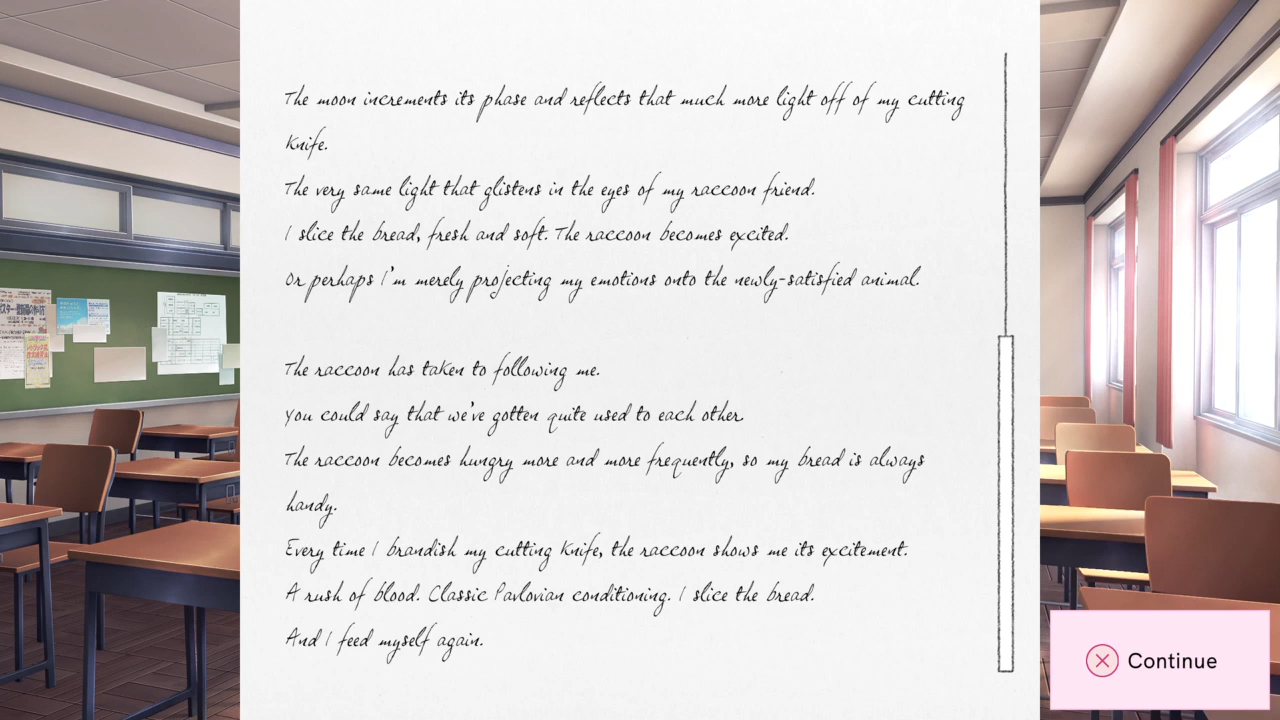 The moon increments its phase and reflects that much more light off of my cutting
knife.
The very same light that glistens in the eyes of my raccoon friend.
I slice the bread, fresh and soft. The raccoon becomes excited.
Or perhaps I'm merely projecting my emotions onto the newly-satisfied animal.
The raccoon has taken to following me.
You could say that we've gotten quite used to each other.
The raccoon becomes hungry more and more frequently, so my bread is always
handy.
Every time I brandish my cutting knife, the raccoon shows me its excitement.
A rush of blood. Classic Pavlovian conditioning. I slice the bread.
And I feed myself again.
Continue